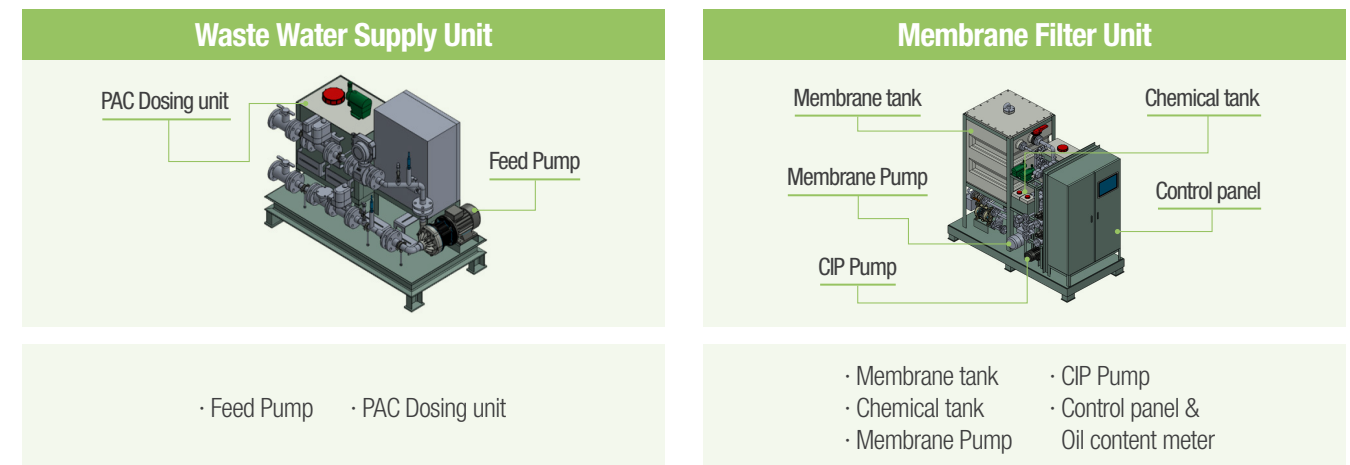 Waste Water Supply Unit
PAC Dosing unit
Feed Pump
· Feed Pump · PAC Dosing unit
Membrane Filter Unit
Membrane tank
Chemical tank
Membrane Pump
Control panel
CIP Pump
· Membrane tank
· Chemical tank
· Membrane Pump
· CIP Pump
· Control panel &
Oil content meter